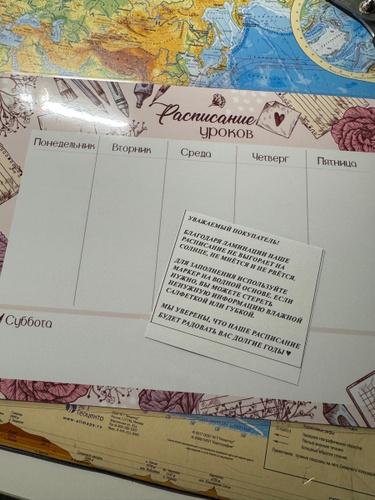 Расписание
уроков
Понедельник Вторник Среда Четверг Пятница
УВАЖАЕМЫЙ ПОКУПАТЕЛЬ!
БЛАГОДАРЯ ЛАМИНАЦИИ НАШЕ
РАСПИСАНИЕ НЕ ВЫГОРАЕТ НА
СОЛНЦЕ, НЕ МНЁТСЯ И НЕ РВЁТСЯ.
ДЛЯ ЗАПОЛНЕНИЯ ИСПОЛЬЗУЙТЕ
МАРКЕР НА ВОДНОЙ ОСНОВЕ, ЕСЛИ
НУЖНО, ВЫ МОЖЕТЕ СТЕРЕТЬ
НЕНУЖНУЮ ИНФОРМАЦИЮ ВЛАЖНОЙ
САЛФЕТКОЙ ИЛИ ГУБКОЙ.
МЫ УВЕРЕНЫ, ЧТО НАШЕ РАСПИСАНИЕ
БУДЕТ РАДОВАТЬ ВАС ДОЛГИЕ ГОДЫ ♥
Суббота
Геоцентр